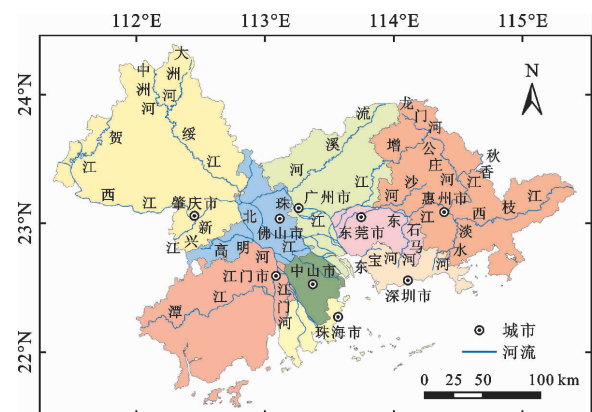 112°E 113°E 114°E 115°E
24°N
23°N
22°N
N
大洲河
中洲河
贺江
绥江
西江
肇庆市
新兴江
高明河
北江
佛山市
珠江
广州市
流溪河
增江
龙门河
公庄河
沙河
秋香江
惠州市
东江
西枝江
淡水河
石马河
东莞市
东宝河
深圳市
中山市
江门市
江门河
潭江
珠海市
城市
河流
0 25 50 100 km